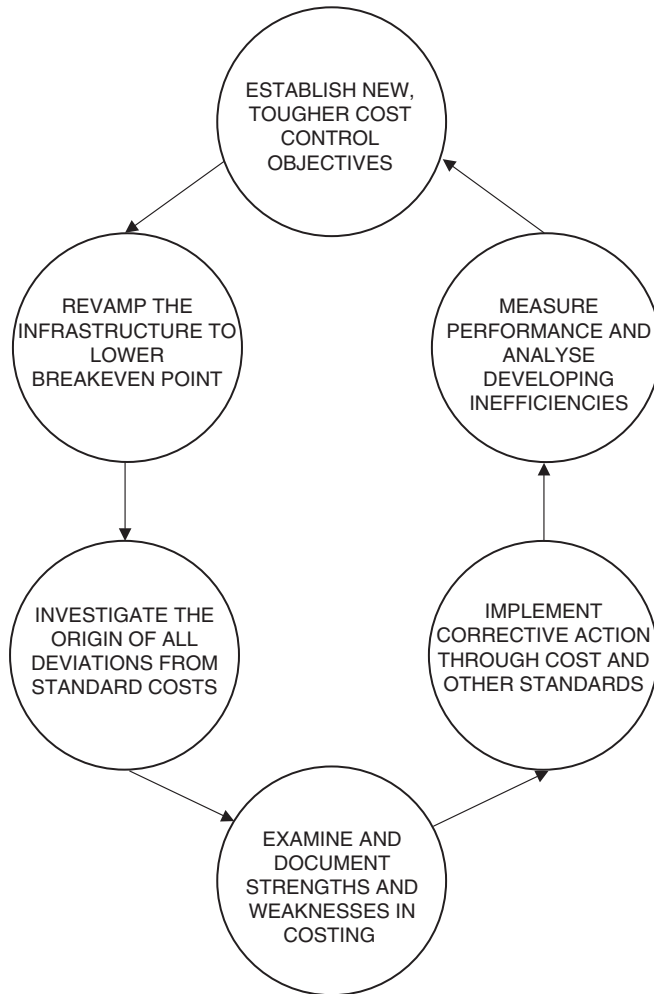 ESTABLISH NEW,
TOUGHER COST
CONTROL
OBJECTIVES
REVAMP THE
INFRASTRUCTURE TO
LOWER
BREAKEVEN POINT
INVESTIGATE THE
ORIGIN OF ALL
DEVIATIONS FROM
STANDARD COSTS
EXAMINE AND
DOCUMENT
STRENGTHS AND
WEAKNESSES IN
COSTING
IMPLEMENT
CORRECTIVE ACTION
THROUGH COST AND
OTHER STANDARDS
MEASURE
PERFORMANCE AND
ANALYSE
DEVELOPING
INEFFICIENCIES